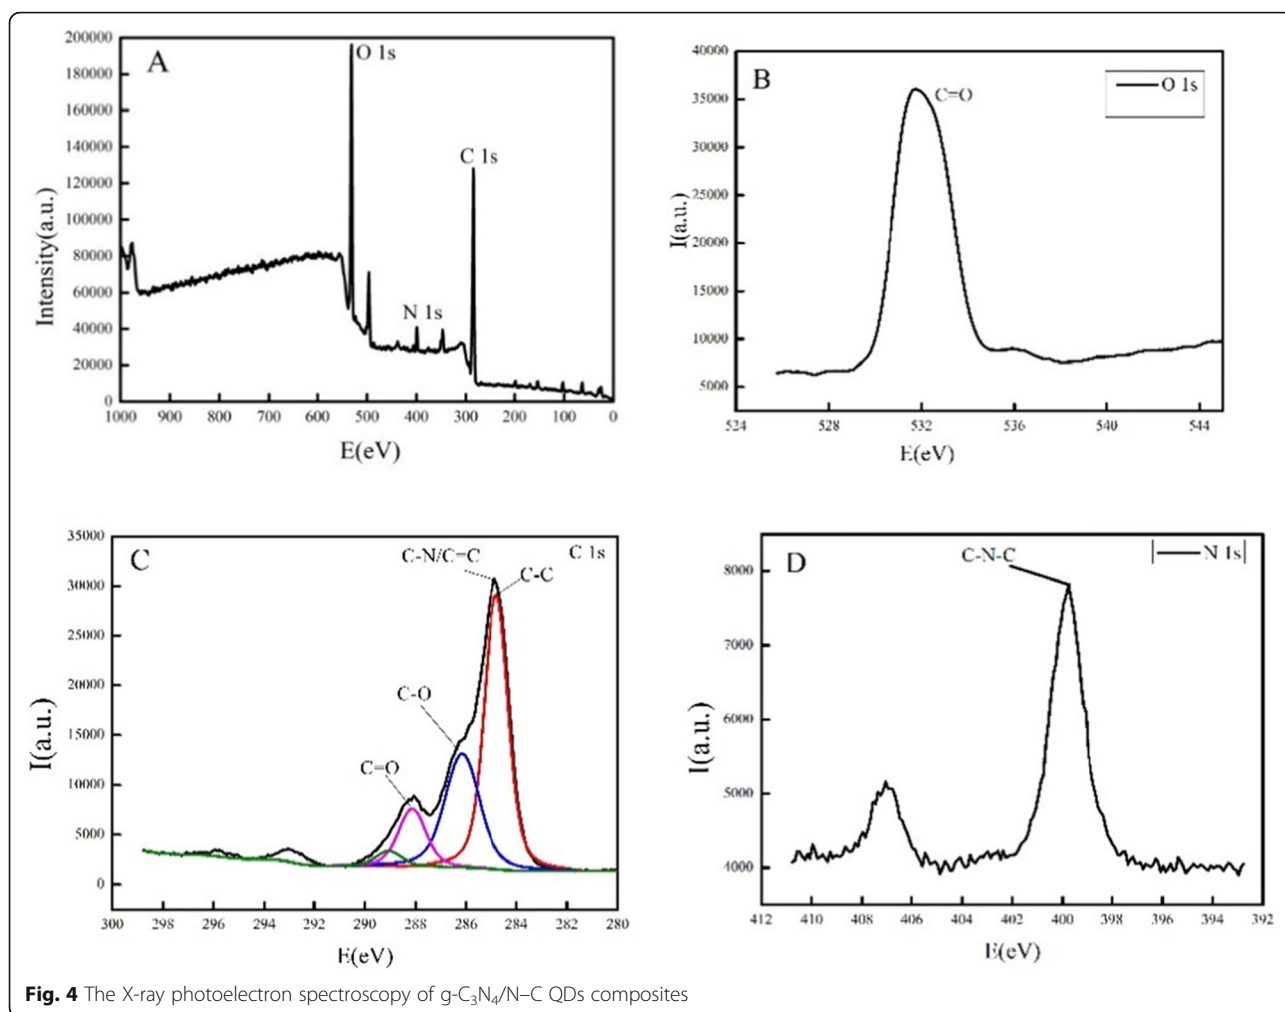 A
O 1s
C 1s
N 1s
200000
180000
160000
140000
120000
100000
80000
60000
40000
20000
0
Intensity(a.u.)
1000 900 800 700 600 500 400 300 200 100 0
E(eV)
B
O 1s
C=O
40000
35000
30000
25000
20000
15000
10000
5000
I(a.u.)
524 528 532 536 540 544
E(eV)
C
C 1s
C-N/C=C
C-C
C-O
C=O
35000
30000
25000
20000
15000
10000
5000
0
I(a.u.)
300 298 296 294 292 290 288 286 284 282 280
E(eV)
D
N 1s
C-N-C
8000
7000
6000
5000
4000
I(a.u.)
412 410 408 406 404 402 400 398 396 394 392
E(eV)
Fig. 4 The X-ray photoelectron spectroscopy of g-C₃N₄/N–C QDs composites